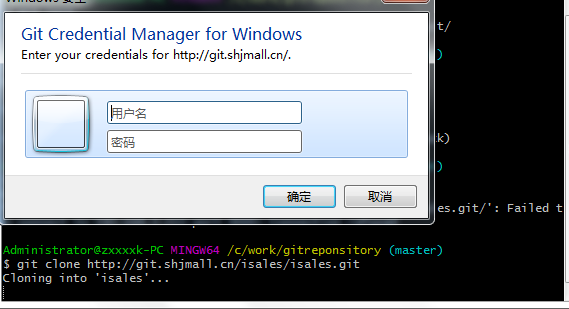 Windows 安全
Git Credential Manager for Windows
Enter your credentials for http://git.shjmall.cn/.
用户名
密码
确定
取消
t/
)
k)
)
es.git/': Failed t
Administrator@zxxxxk-PC MINGW64 /c/work/gitreponsitory (master)
$ git clone http://git.shjmall.cn/isales/isales.git
Cloning into 'isales'...